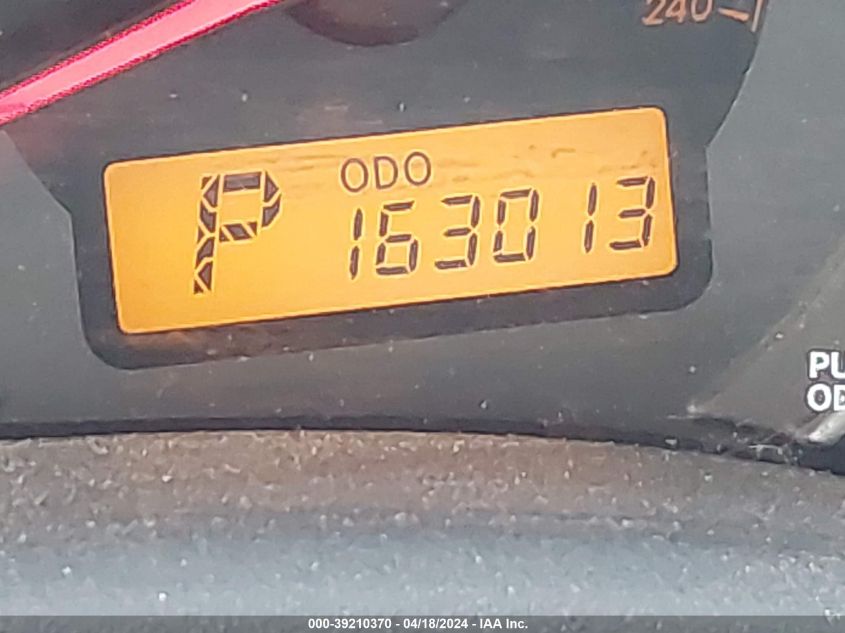 240
ODO
P 163013
PU
OD
000-39210370 - 04/18/2024 - IAA Inc.